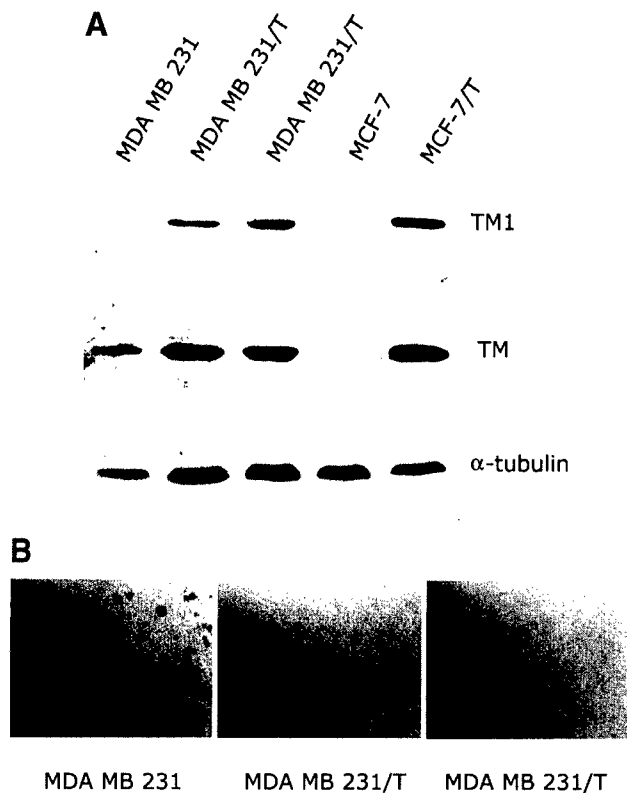 A
MDA MB 231
MDA MB 231/T
MDA MB 231/T
MCF-7
MCF-7/T
TM1
TM
α-tubulin
B
MDA MB 231
MDA MB 231/T
MDA MB 231/T